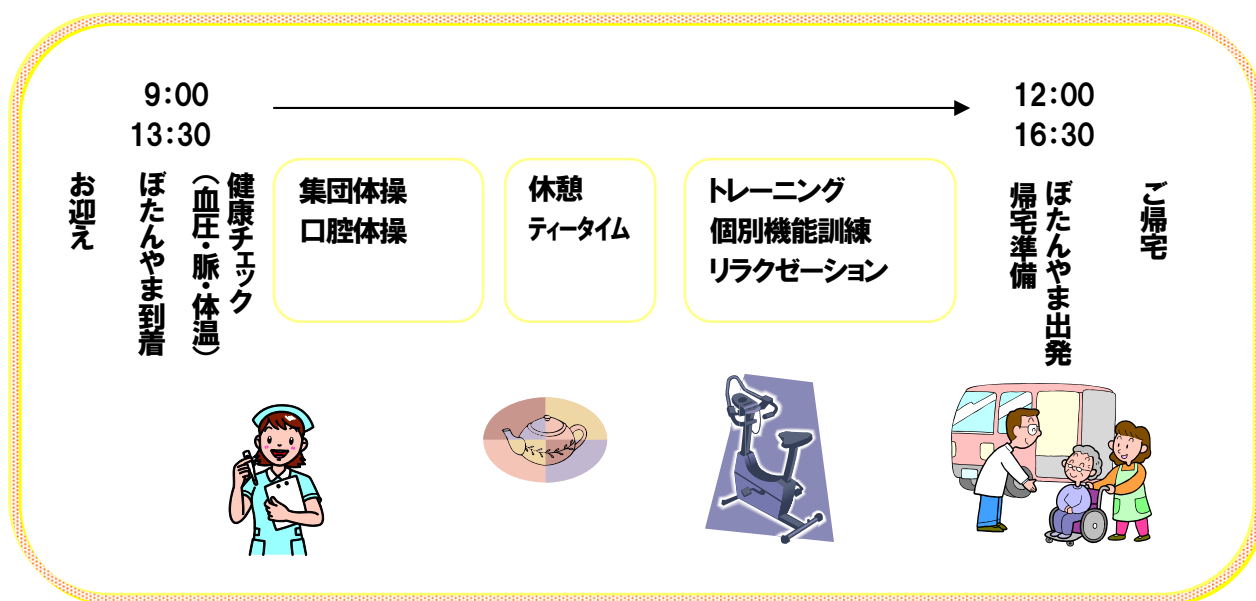 9:00
13:30
12:00
16:30
お迎え
ぼたんやま到着
健康チェック
（血圧・脈・体温）
集団体操
口腔体操
休憩
ティータイム
トレーニング
個別機能訓練
リラクゼーション
ぼたんやま出発
帰宅準備
ご帰宅